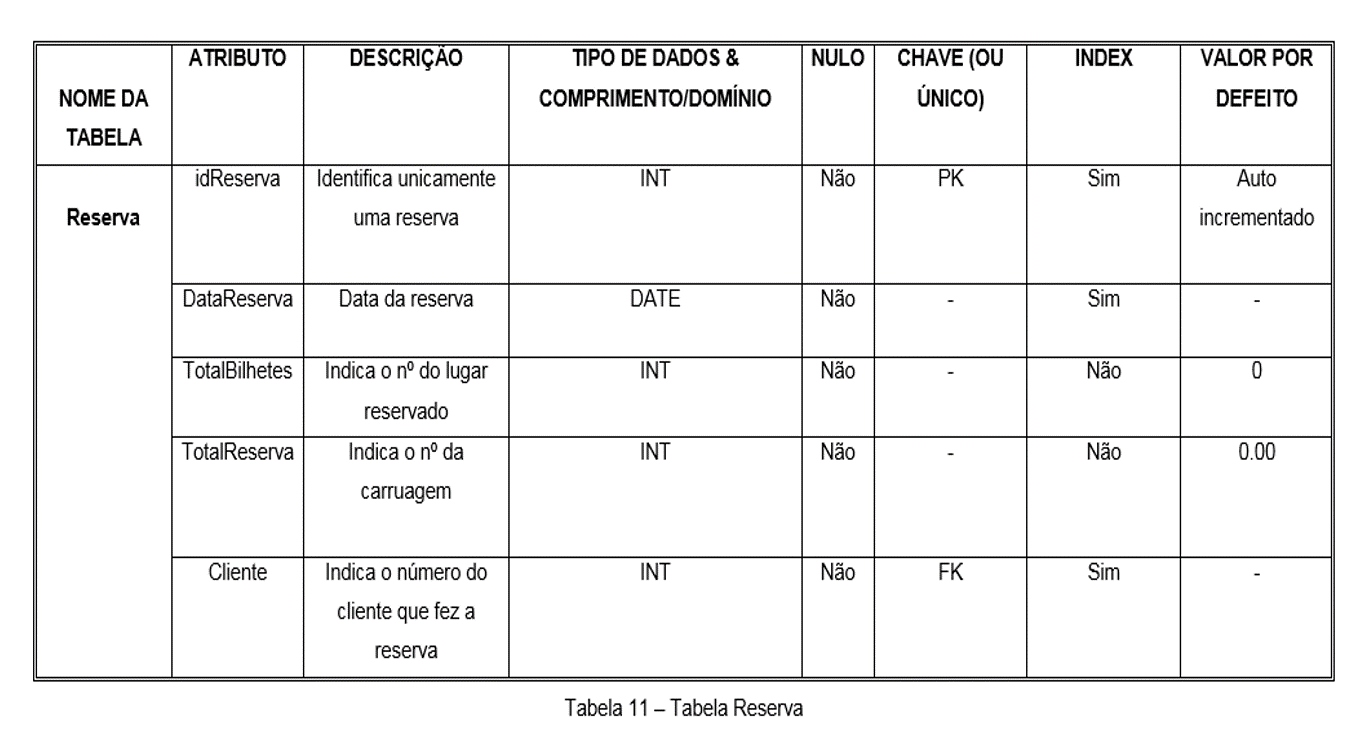 NOME DA
TABELA
ATRIBUTO
DESCRIÇÃO
TIPO DE DADOS &
COMPRIMENTO/DOMÍNIO
NULO
CHAVE (OU
ÚNICO)
INDEX
VALOR POR
DEFEITO
Reserva
idReserva
Identifica unicamente
uma reserva
INT
Não
PK
Sim
Auto
incrementado
DataReserva
Data da reserva
DATE
Não
-
Sim
-
TotalBilhetes
Indica o nº do lugar
reservado
INT
Não
-
Não
0
TotalReserva
Indica o nº da
carruagem
INT
Não
-
Não
0.00
Cliente
Indica o número do
cliente que fez a
reserva
INT
Não
FK
Sim
-
Tabela 11 – Tabela Reserva